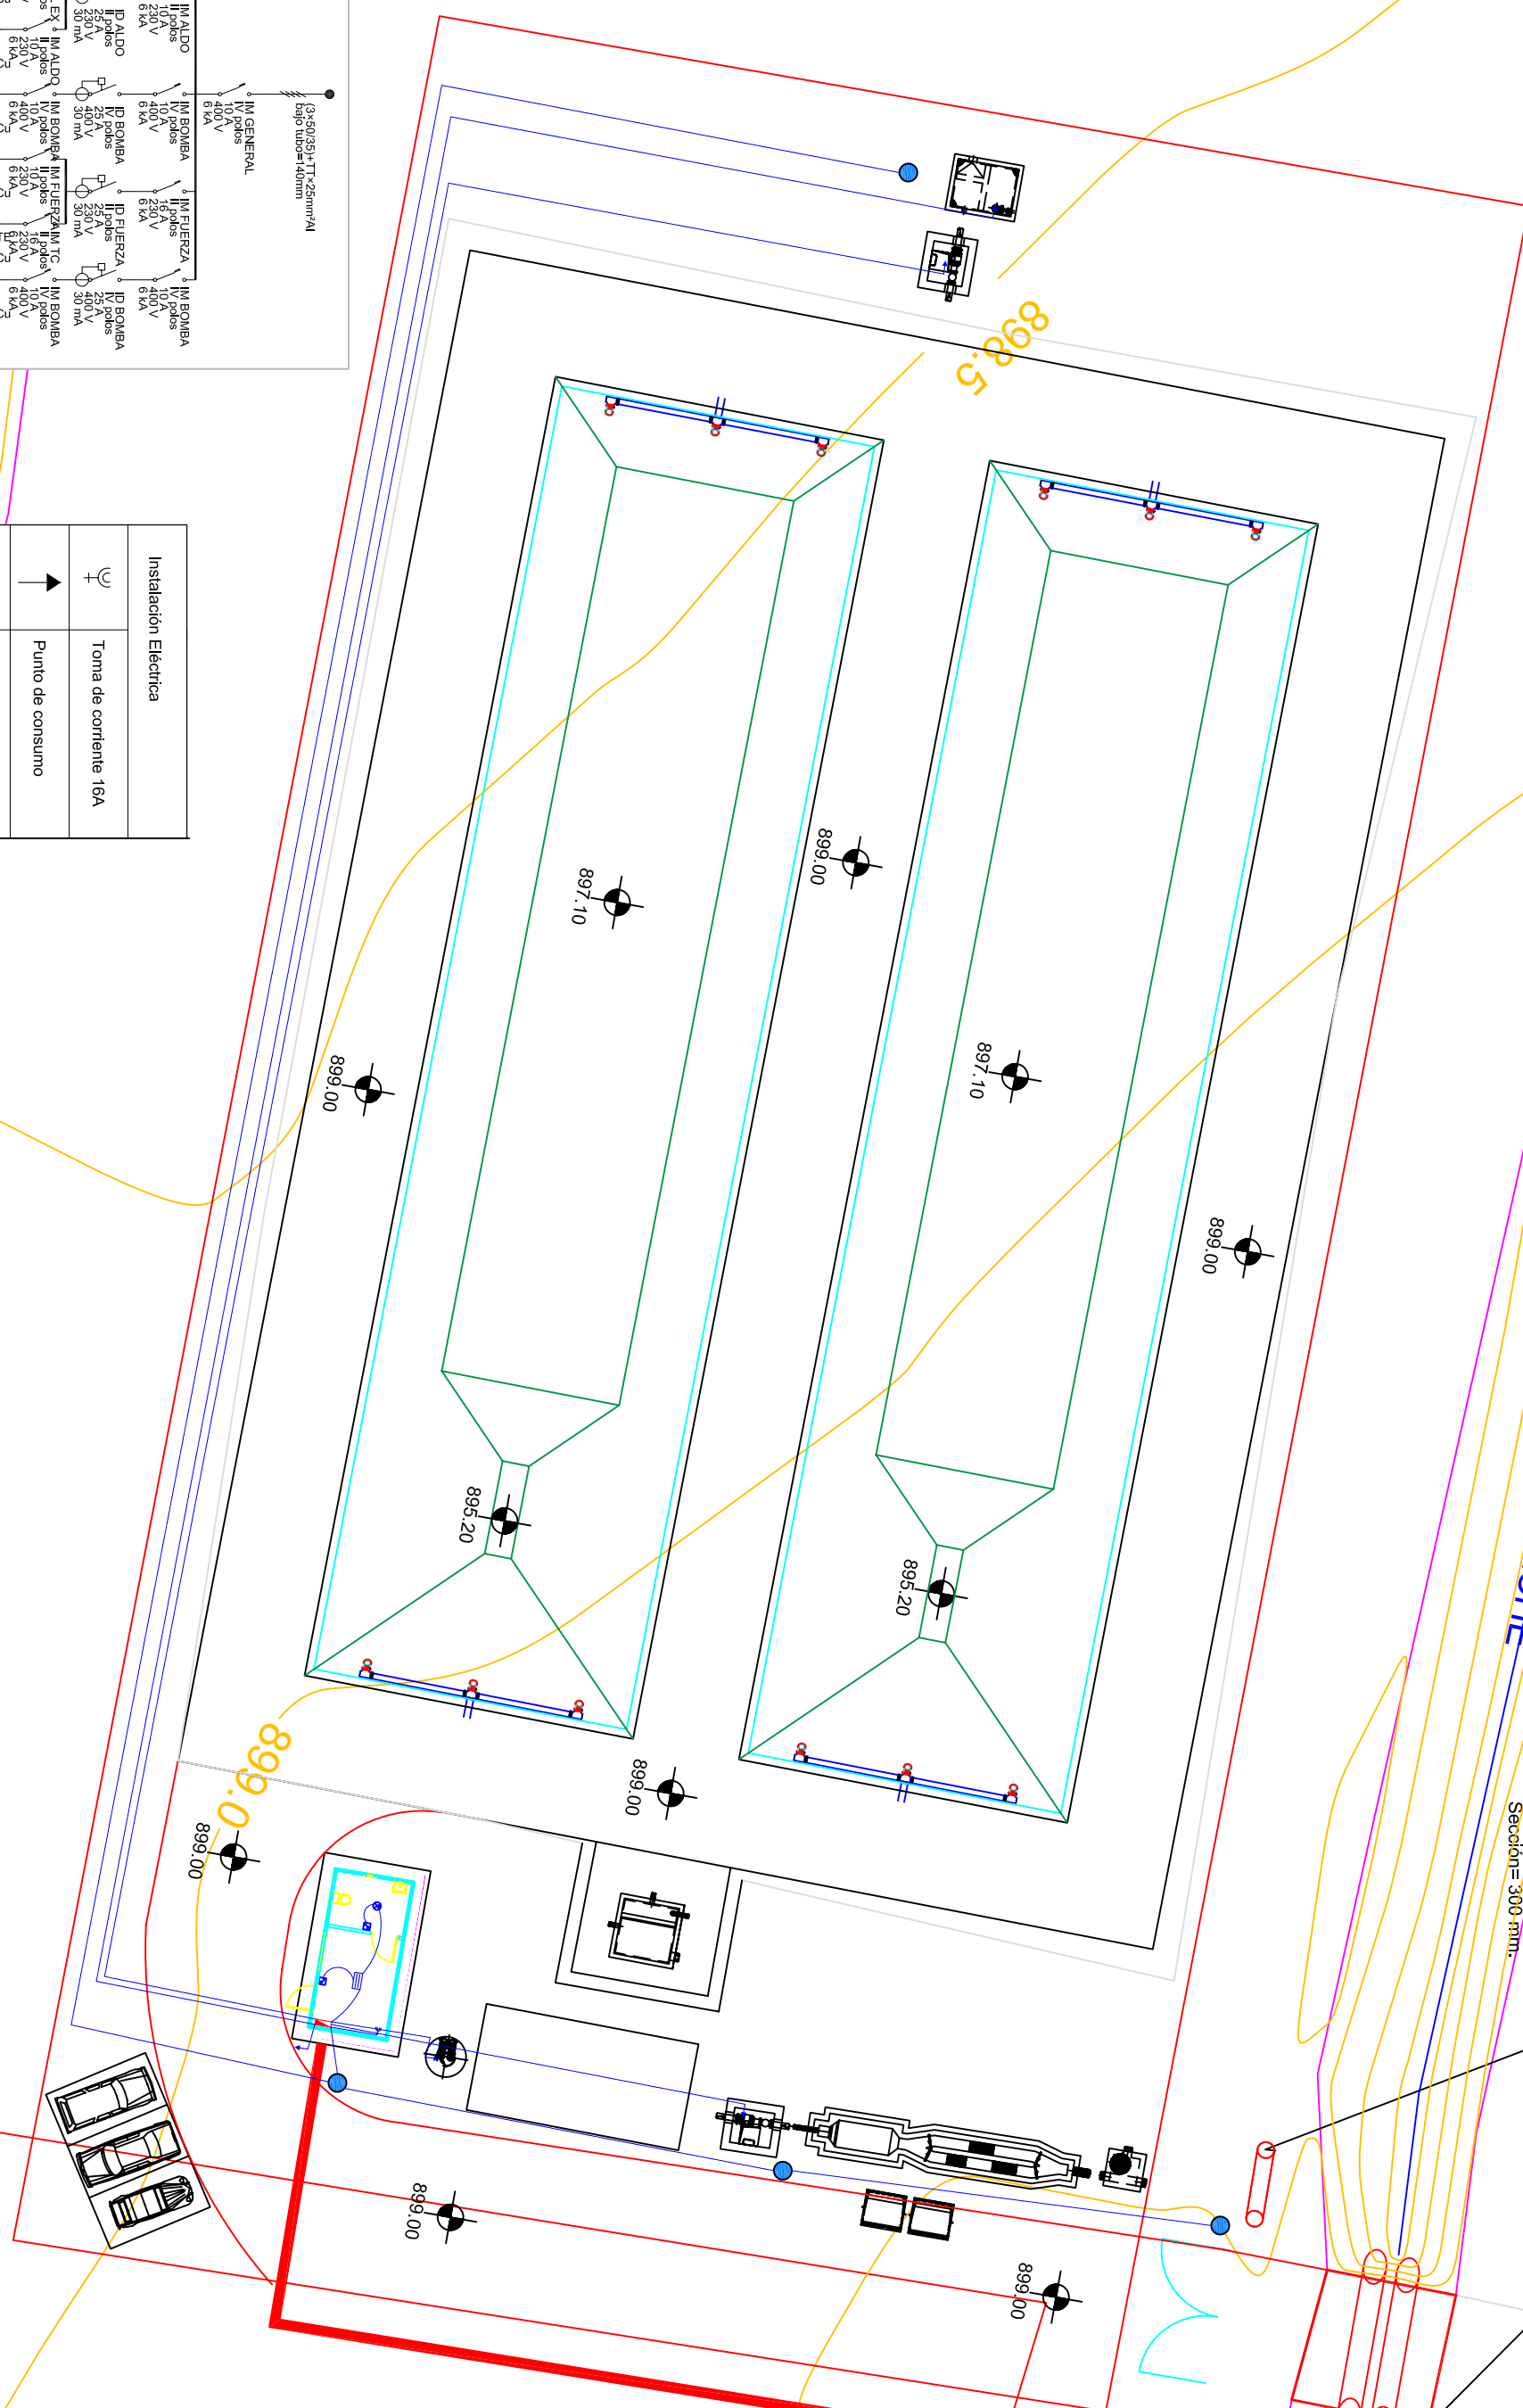 (3×50/35)+TT×25mm²Al
bajo tubo=140mm
IM GENERAL
IV polos
10 A
400 V
6 kA
IM ALDO
II polos
10 A
230 V
6 kA
IM BOMBA
IV polos
10 A
400 V
6 kA
IM FUERZA
II polos
16 A
230 V
6 kA
IM BOMBA
IV polos
10 A
400 V
6 kA
ID ALDO
II polos
25 A
230 V
30 mA
ID BOMBA
IV polos
25 A
400 V
30 mA
ID FUERZA
II polos
25 A
230 V
30 mA
ID BOMBA
IV polos
25 A
400 V
30 mA
EX
IM ALDO
II polos
10 A
230 V
6 kA
IM BOMBA
IV polos
10 A
400 V
6 kA
IM FUERZA
II polos
10 A
230 V
6 kA
IM TC
II polos
16 A
230 V
6 kA
IM BOMBA
IV polos
10 A
400 V
6 kA
Instalación Eléctrica
Toma de corriente 16A
Punto de consumo
898.5
899.00
897.10
897.10
899.00
899.00
895.20
895.20
899.0
899.00
899.00
899.00
899.00
Sección= 300 mm.